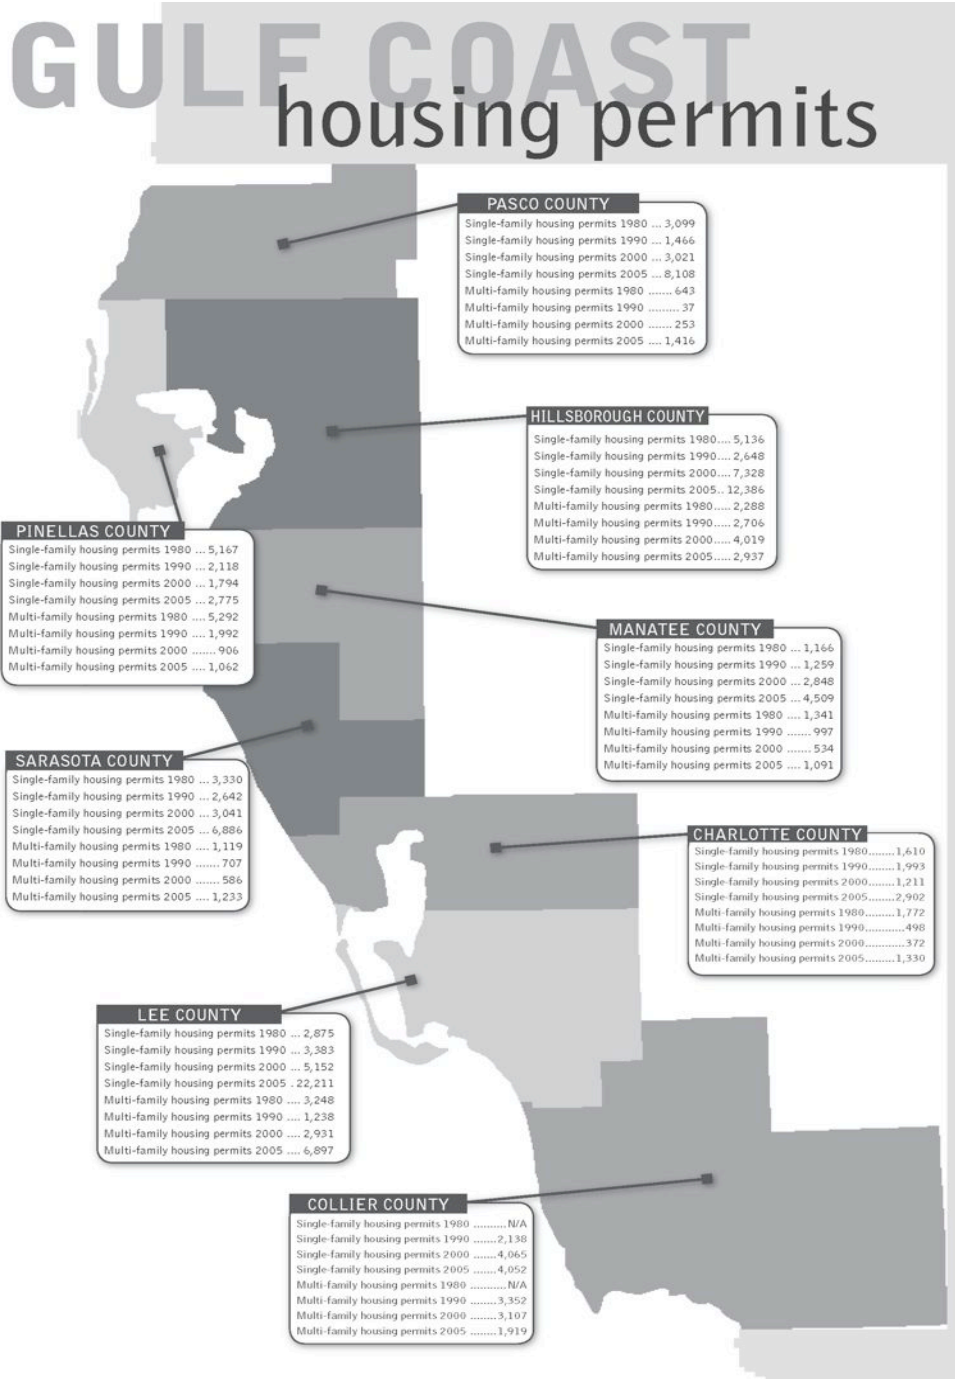 GULF COAST
housing permits
PASCO COUNTY
Single-family housing permits 1980 ... 3,099
Single-family housing permits 1990 ... 1,466
Single-family housing permits 2000 ... 3,021
Single-family housing permits 2005 ... 8,108
Multi-family housing permits 1980 ....... 643
Multi-family housing permits 1990 ......... 37
Multi-family housing permits 2000 ....... 253
Multi-family housing permits 2005 .... 1,416
HILLSBOROUGH COUNTY
Single-family housing permits 1980.... 5,136
Single-family housing permits 1990.... 2,648
Single-family housing permits 2000.... 7,328
Single-family housing permits 2005.. 12,386
Multi-family housing permits 1980..... 2,288
Multi-family housing permits 1990..... 2,706
Multi-family housing permits 2000..... 4,019
Multi-family housing permits 2005..... 2,937
PINELLAS COUNTY
Single-family housing permits 1980 ... 5,167
Single-family housing permits 1990 ... 2,118
Single-family housing permits 2000 ... 1,794
Single-family housing permits 2005 ... 2,775
Multi-family housing permits 1980 .... 5,292
Multi-family housing permits 1990 .... 1,992
Multi-family housing permits 2000 ....... 906
Multi-family housing permits 2005 .... 1,062
MANATEE COUNTY
Single-family housing permits 1980 ... 1,166
Single-family housing permits 1990 ... 1,259
Single-family housing permits 2000 ... 2,848
Single-family housing permits 2005 ... 4,509
Multi-family housing permits 1980 .... 1,341
Multi-family housing permits 1990 ....... 997
Multi-family housing permits 2000 ....... 534
Multi-family housing permits 2005 .... 1,091
SARASOTA COUNTY
Single-family housing permits 1980 ... 3,330
Single-family housing permits 1990 ... 2,642
Single-family housing permits 2000 ... 3,041
Single-family housing permits 2005 ... 6,886
Multi-family housing permits 1980 .... 1,119
Multi-family housing permits 1990 ....... 707
Multi-family housing permits 2000 ....... 586
Multi-family housing permits 2005 .... 1,233
CHARLOTTE COUNTY
Single-family housing permits 1980........1,610
Single-family housing permits 1990........1,993
Single-family housing permits 2000........1,211
Single-family housing permits 2005........2,902
Multi-family housing permits 1980.........1,772
Multi-family housing permits 1990............498
Multi-family housing permits 2000............372
Multi-family housing permits 2005.........1,330
LEE COUNTY
Single-family housing permits 1980 ... 2,875
Single-family housing permits 1990 ... 3,383
Single-family housing permits 2000 ... 5,152
Single-family housing permits 2005 . 22,211
Multi-family housing permits 1980 .... 3,248
Multi-family housing permits 1990 .... 1,238
Multi-family housing permits 2000 .... 2,931
Multi-family housing permits 2005 .... 6,897
COLLIER COUNTY
Single-family housing permits 1980 ..........N/A
Single-family housing permits 1990 .......2,138
Single-family housing permits 2000 .......4,065
Single-family housing permits 2005 .......4,052
Multi-family housing permits 1980 ...........N/A
Multi-family housing permits 1990 ........3,352
Multi-family housing permits 2000 ........3,107
Multi-family housing permits 2005 ........1,919